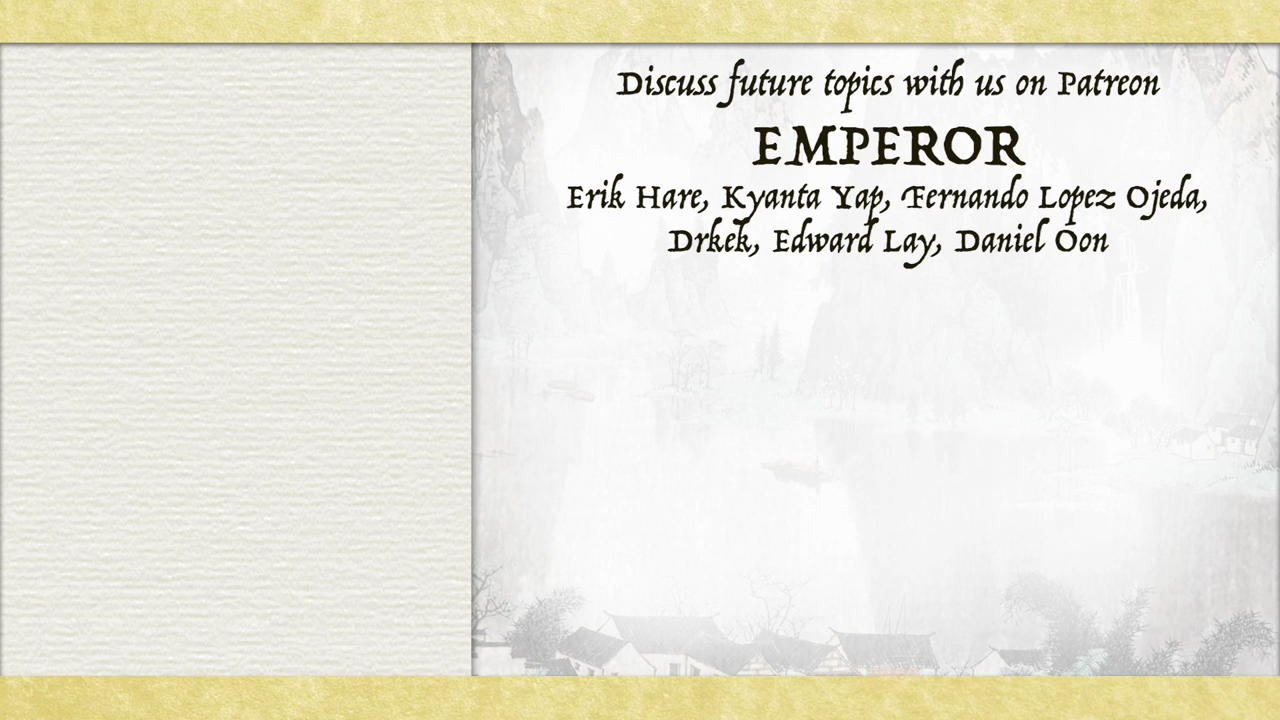 Discuss future topics with us on Patreon
EMPEROR
Erik Hare, Kyanta Yap, Fernando Lopez Ojeda,
Drkek, Edward Lay, Daniel Oon